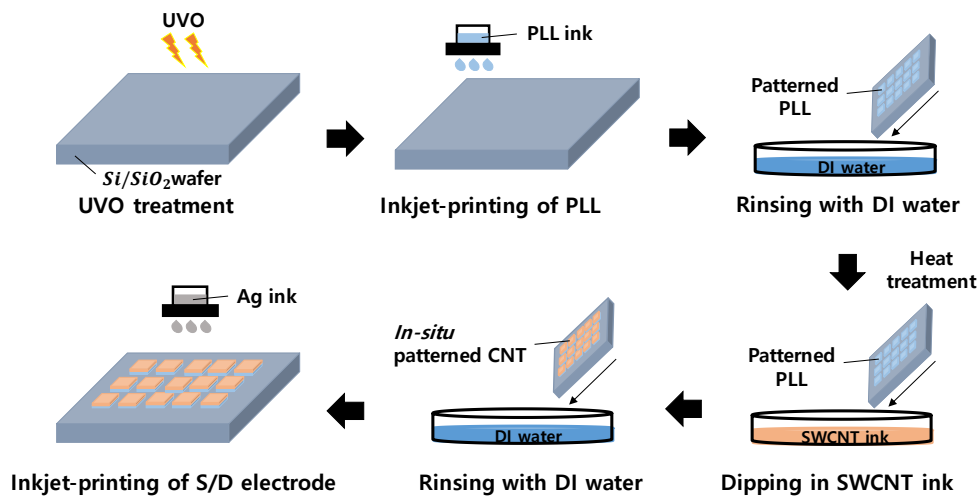 UVO
Si/SiO₂wafer
UVO treatment
PLL ink
Inkjet-printing of PLL
Patterned
PLL
DI water
Rinsing with DI water
Heat
treatment
Patterned
PLL
SWCNT ink
Dipping in SWCNT ink
In-situ
patterned CNT
DI water
Rinsing with DI water
Ag ink
Inkjet-printing of S/D electrode